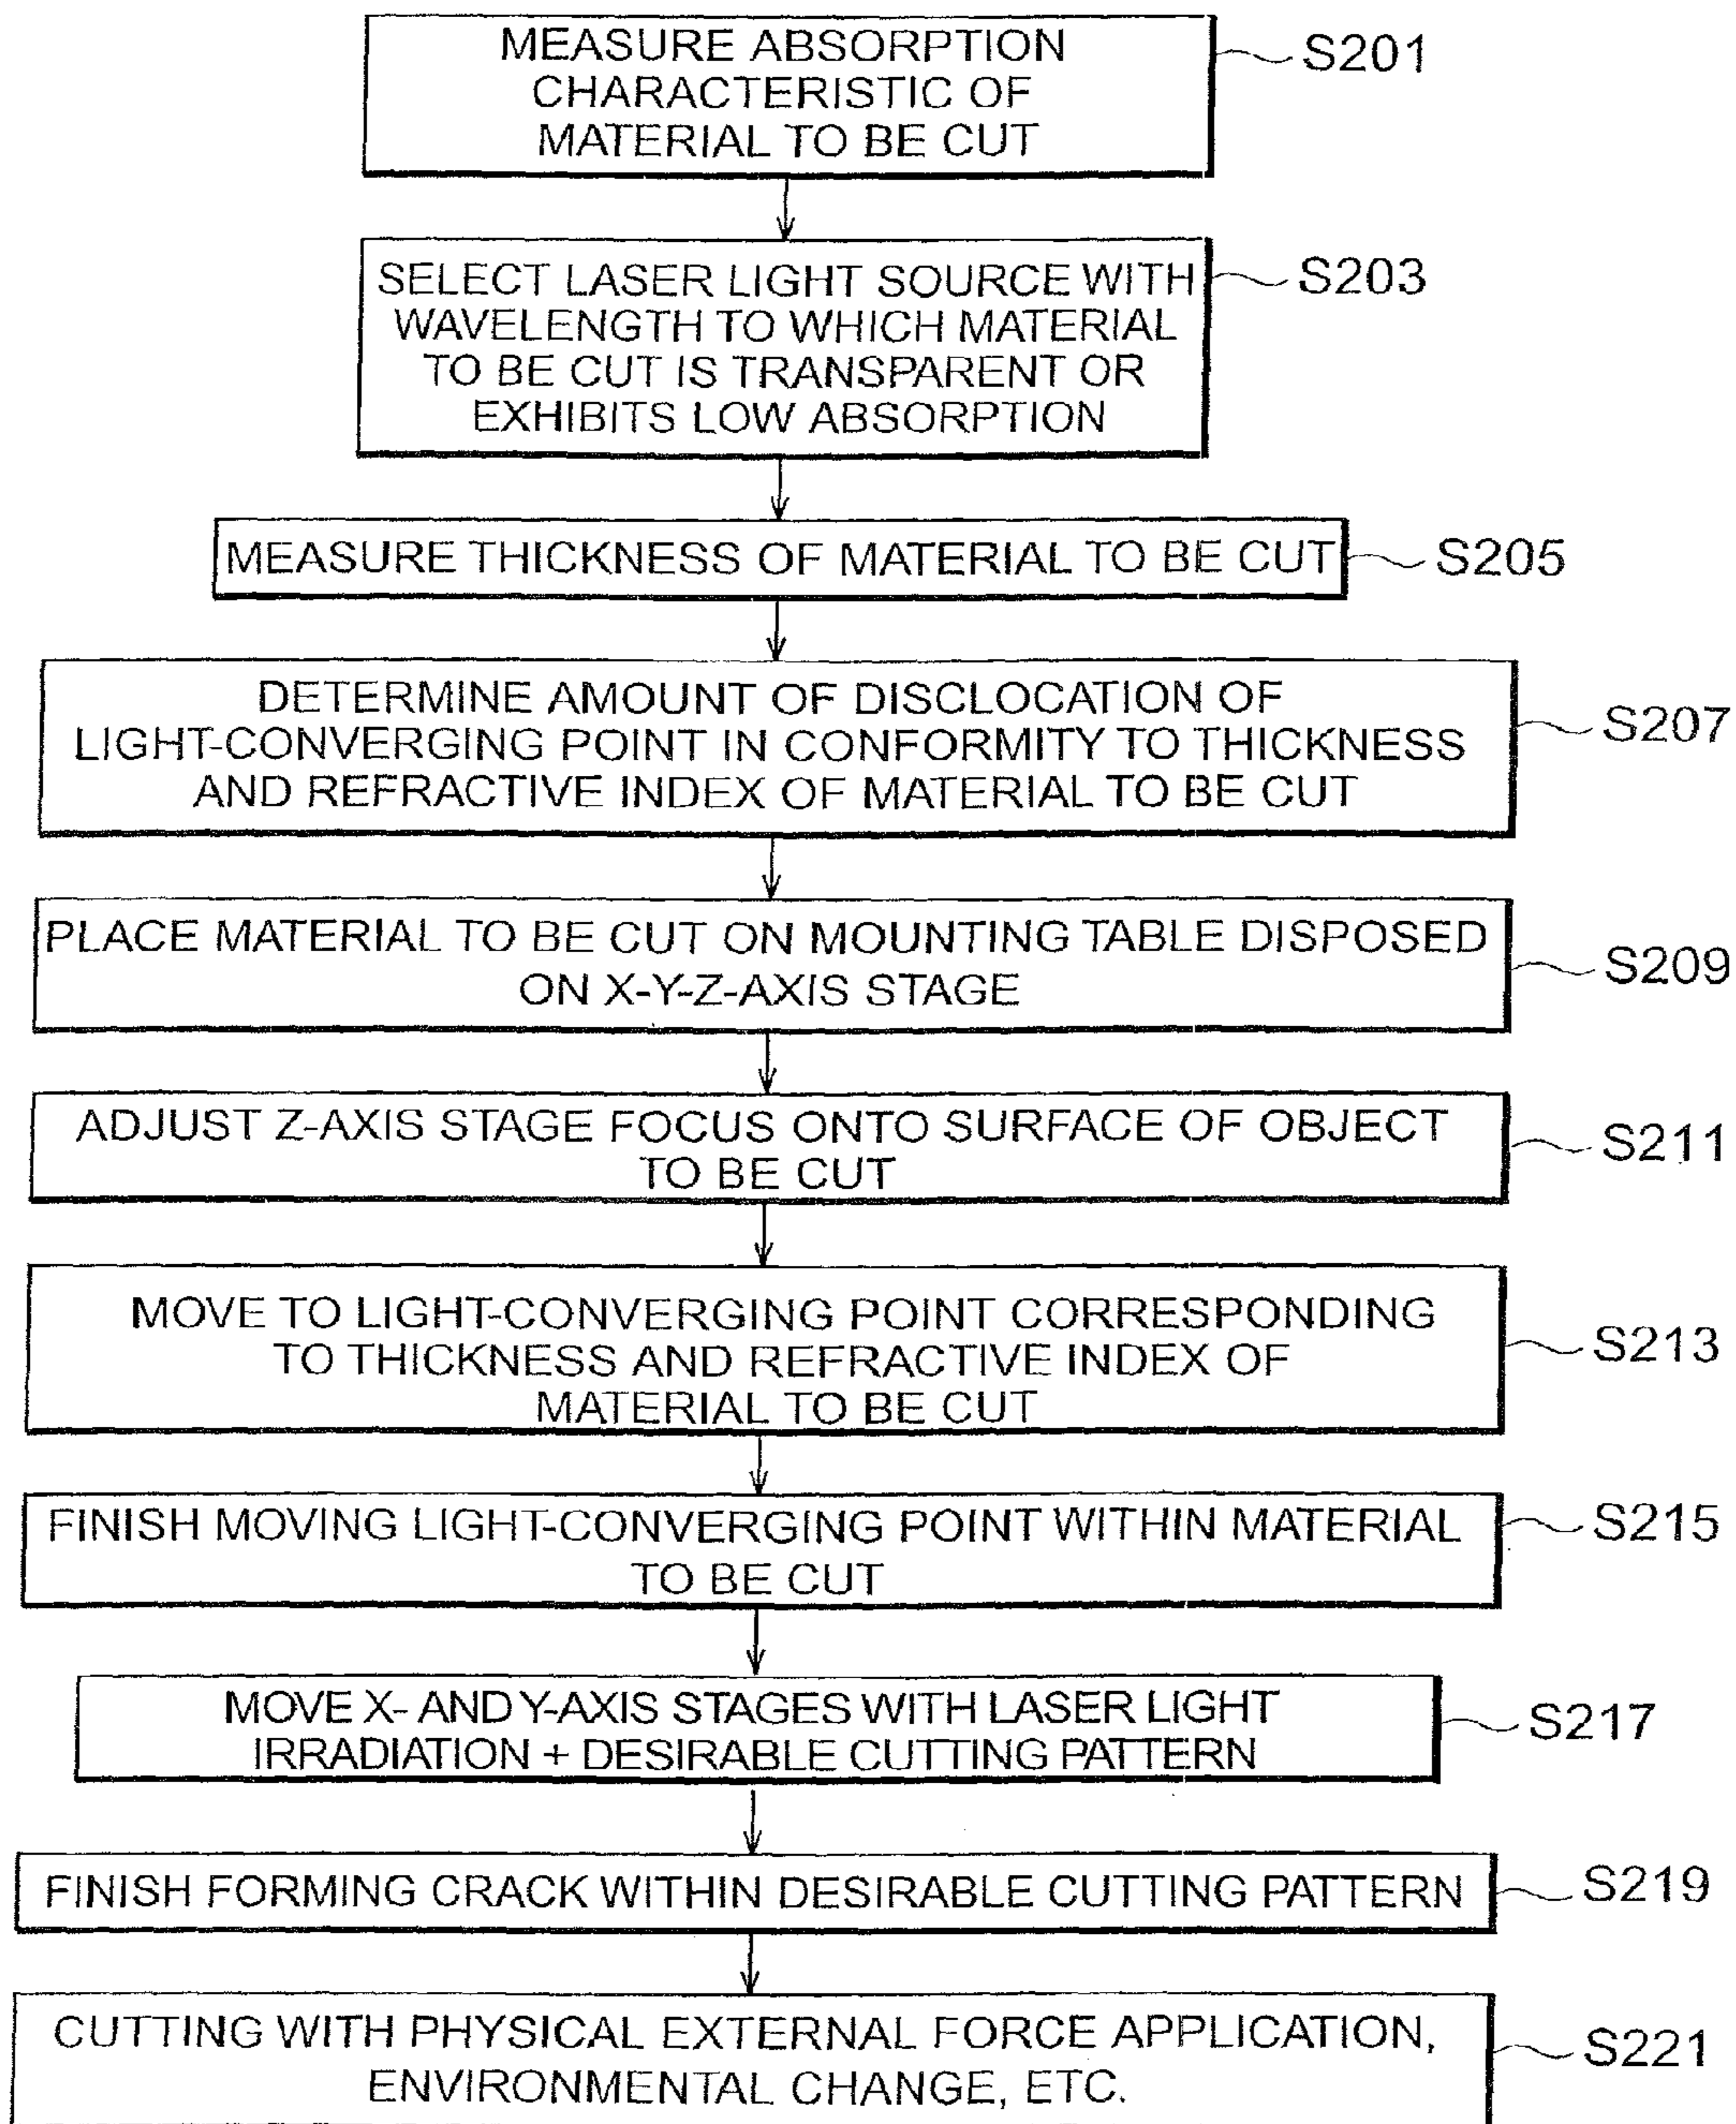 MEASURE ABSORPTION
CHARACTERISTIC OF
MATERIAL TO BE CUT
S201
SELECT LASER LIGHT SOURCE WITH
WAVELENGTH TO WHICH MATERIAL
TO BE CUT IS TRANSPARENT OR
EXHIBITS LOW ABSORPTION
S203
MEASURE THICKNESS OF MATERIAL TO BE CUT
S205
DETERMINE AMOUNT OF DISCLOCATION OF
LIGHT-CONVERGING POINT IN CONFORMITY TO THICKNESS
AND REFRACTIVE INDEX OF MATERIAL TO BE CUT
S207
PLACE MATERIAL TO BE CUT ON MOUNTING TABLE DISPOSED
ON X-Y-Z-AXIS STAGE
S209
ADJUST Z-AXIS STAGE FOCUS ONTO SURFACE OF OBJECT
TO BE CUT
S211
MOVE TO LIGHT-CONVERGING POINT CORRESPONDING
TO THICKNESS AND REFRACTIVE INDEX OF
MATERIAL TO BE CUT
S213
FINISH MOVING LIGHT-CONVERGING POINT WITHIN MATERIAL
TO BE CUT
S215
MOVE X- AND Y-AXIS STAGES WITH LASER LIGHT
IRRADIATION + DESIRABLE CUTTING PATTERN
S217
FINISH FORMING CRACK WITHIN DESIRABLE CUTTING PATTERN
S219
CUTTING WITH PHYSICAL EXTERNAL FORCE APPLICATION,
ENVIRONMENTAL CHANGE, ETC.
S221